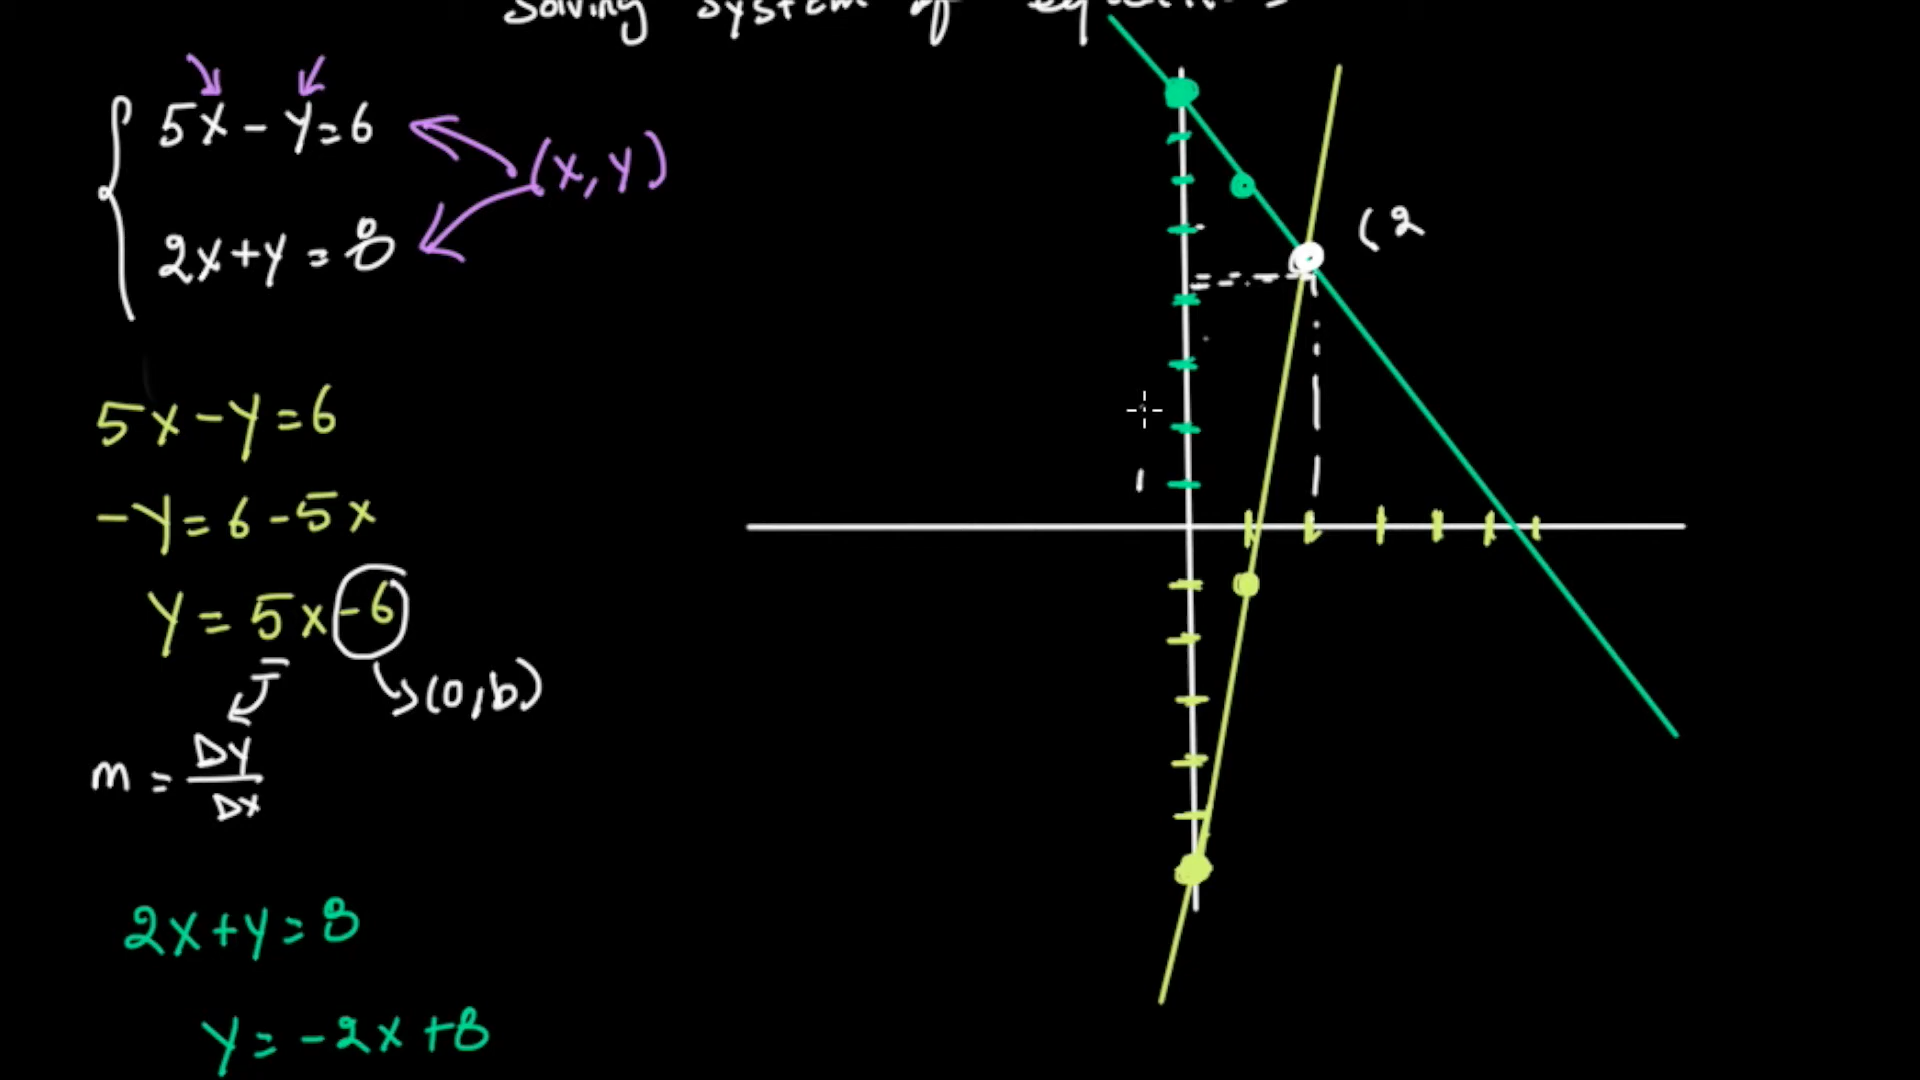 Solving system of
5x - y = 6
(x, y)
2x + y = 8
(2
5x - y = 6
1
-y = 6 - 5x
y = 5x - 6
(0, b)
m = Δy/Δx
2x + y = 8
y = -2x + 8